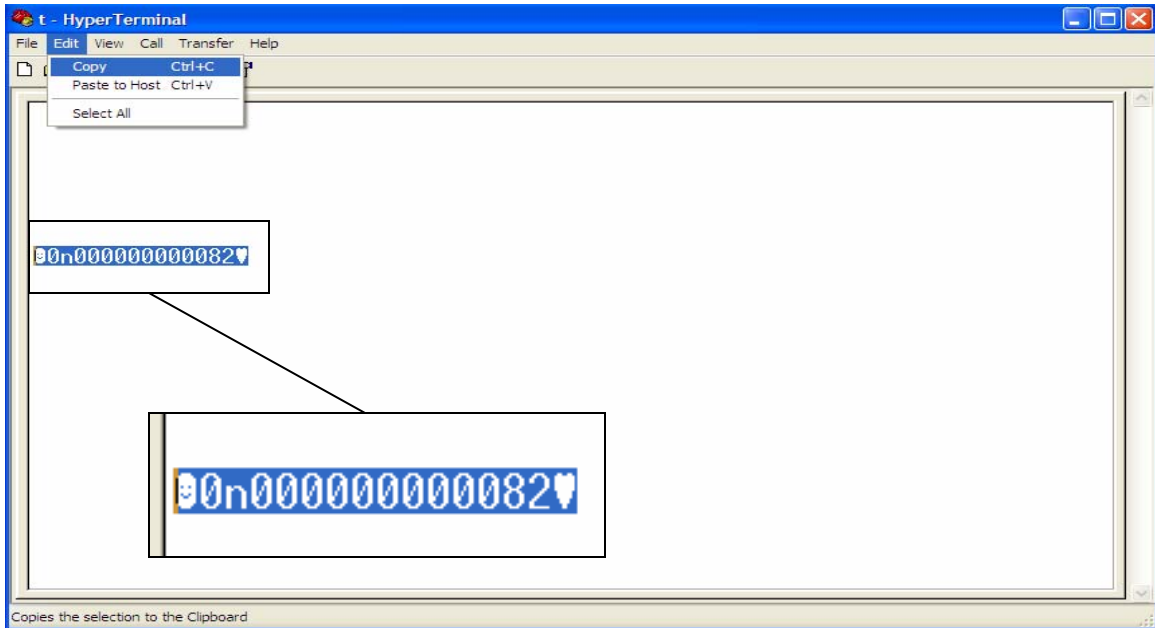 t - HyperTerminal
File Edit View Call Transfer Help
Copy Ctrl+C
Paste to Host Ctrl+V
Select All
☻0n000000000082♥
☻0n000000000082♥
Copies the selection to the Clipboard